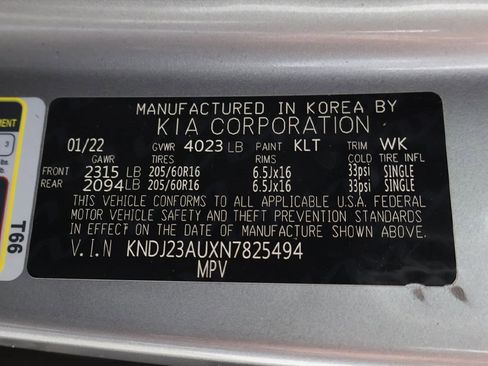 MANUFACTURED IN KOREA BY
KIA CORPORATION
01/22 GVWR 4023 LB PAINT KLT TRIM WK
GAWR TIRES RIMS COLD TIRE INFL
FRONT 2315 LB 205/60R16 6.5Jx16 33psi SINGLE
REAR 2094 LB 205/60R16 6.5Jx16 33psi SINGLE
THIS VEHICLE CONFORMS TO ALL APPLICABLE U.S.A. FEDERAL
MOTOR VEHICLE SAFETY AND THEFT PREVENTION STANDARDS
IN EFFECT ON THE DATE OF MANUFACTURE SHOWN ABOVE.
V.I.N KNDJ23AUXN7825494
MPV
3
lbs.
T66